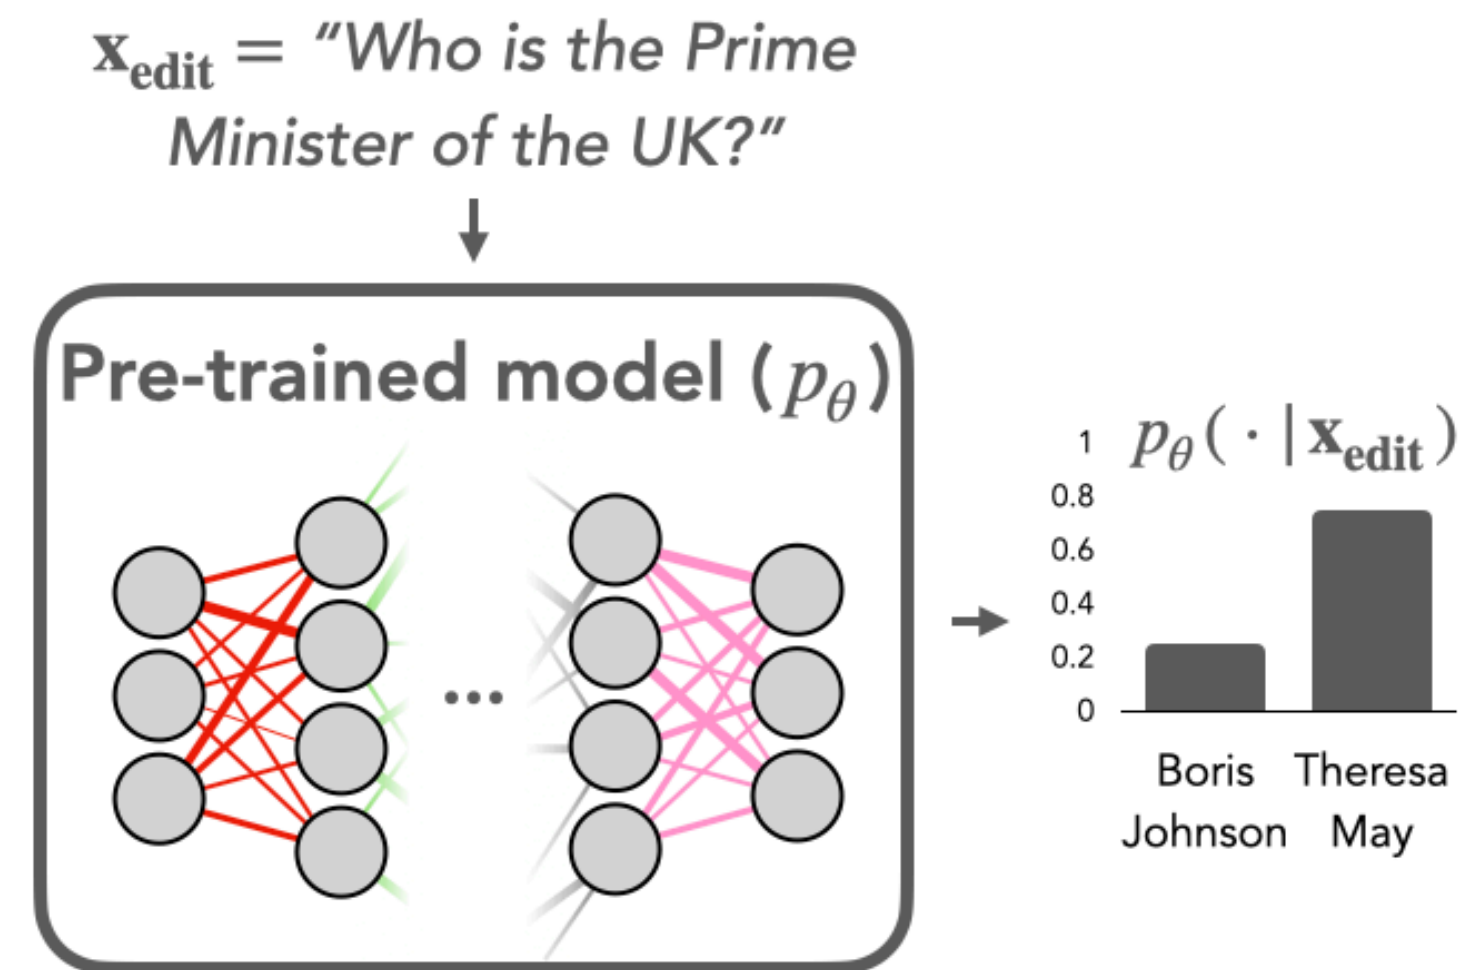 x_edit = "Who is the Prime
Minister of the UK?"
Pre-trained model (p_θ)
...
p_θ( · | x_edit )
1
0.8
0.6
0.4
0.2
0
Boris Theresa
Johnson May